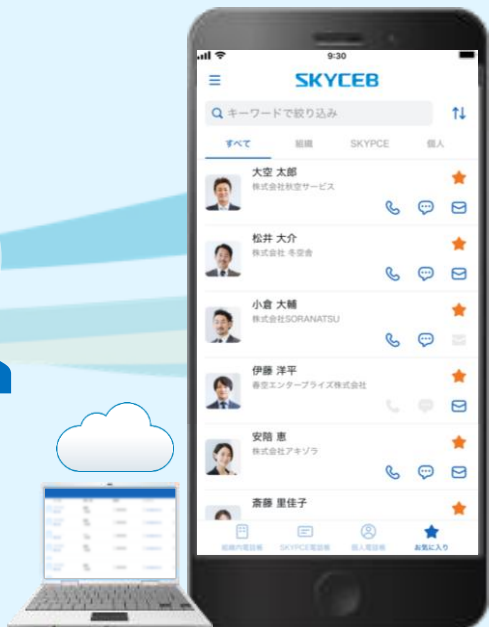 9:30
SKYCEB
キーワードで絞り込み
すべて 組織 SKYPCE 個人
大空 太郎
株式会社秋空サービス
松井 大介
株式会社 冬空舎
小倉 大輔
株式会社SORANATSU
伊藤 洋平
春空エンタープライズ株式会社
安陪 恵
株式会社アキゾラ
斎藤 里佳子
組織内電話帳 SKYPCE電話帳 個人電話帳 お気に入り